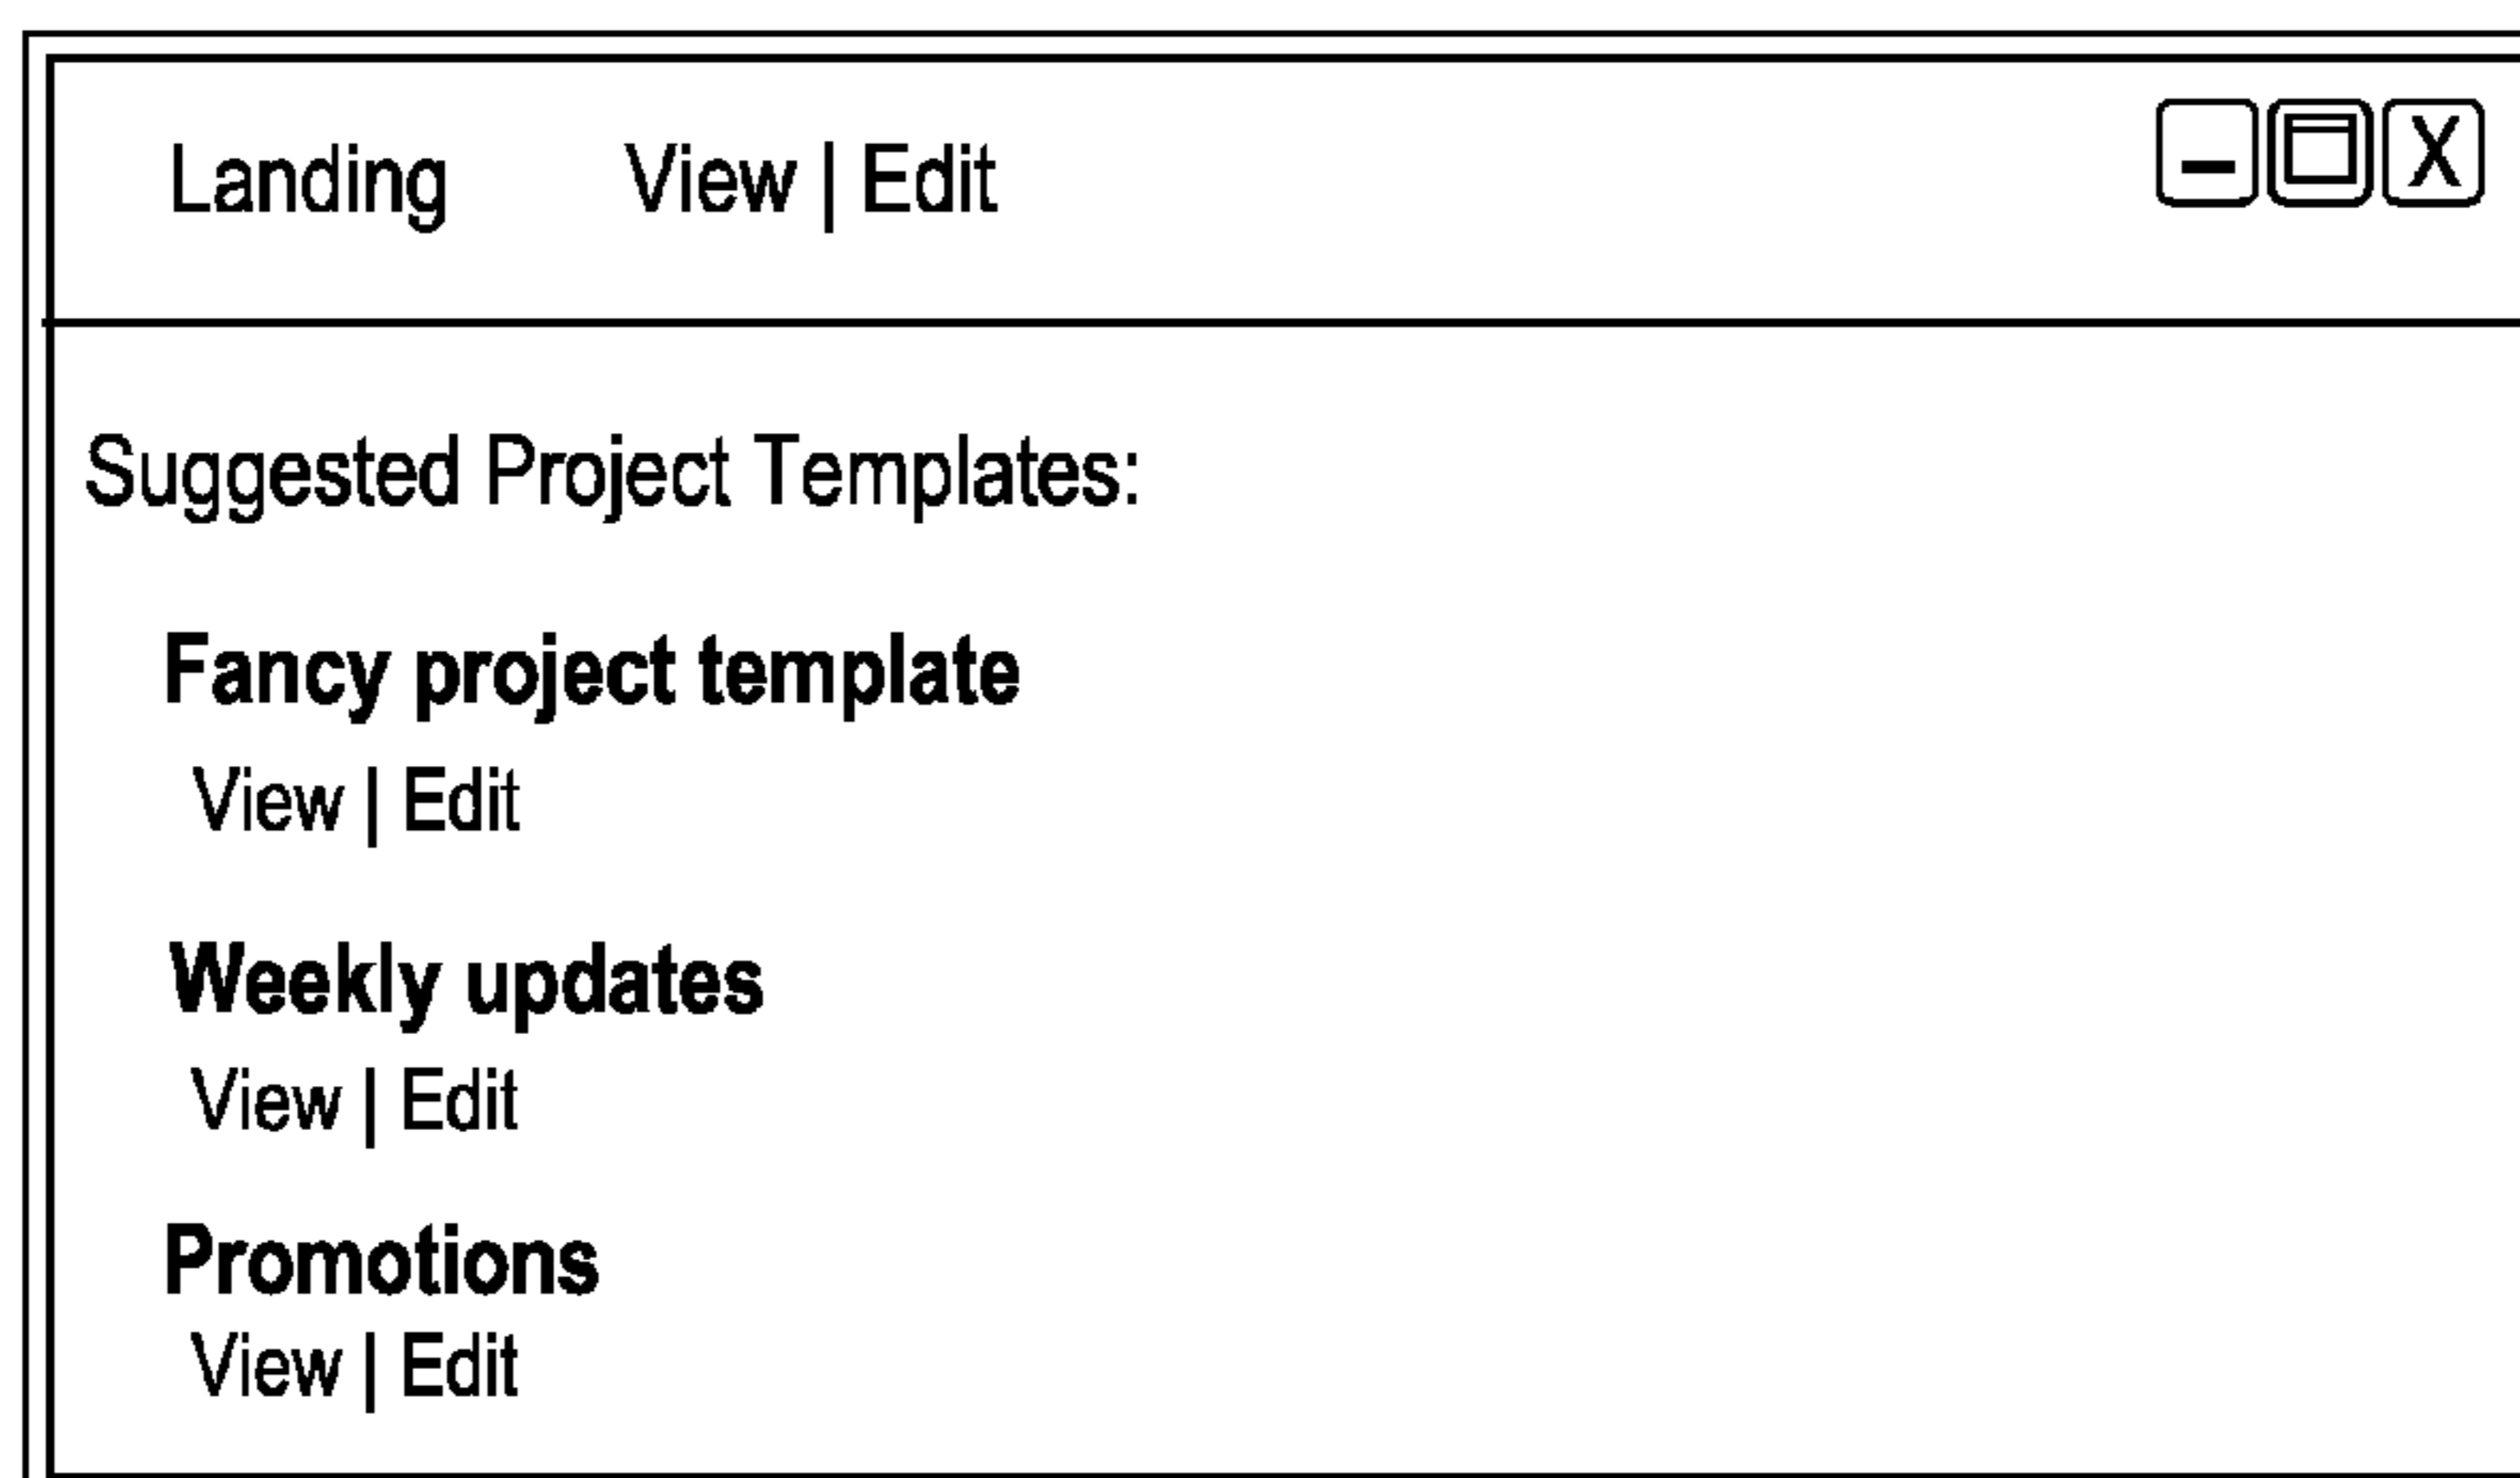 Landing View | Edit X
Suggested Project Templates:
Fancy project template
View | Edit
Weekly updates
View | Edit
Promotions
View | Edit